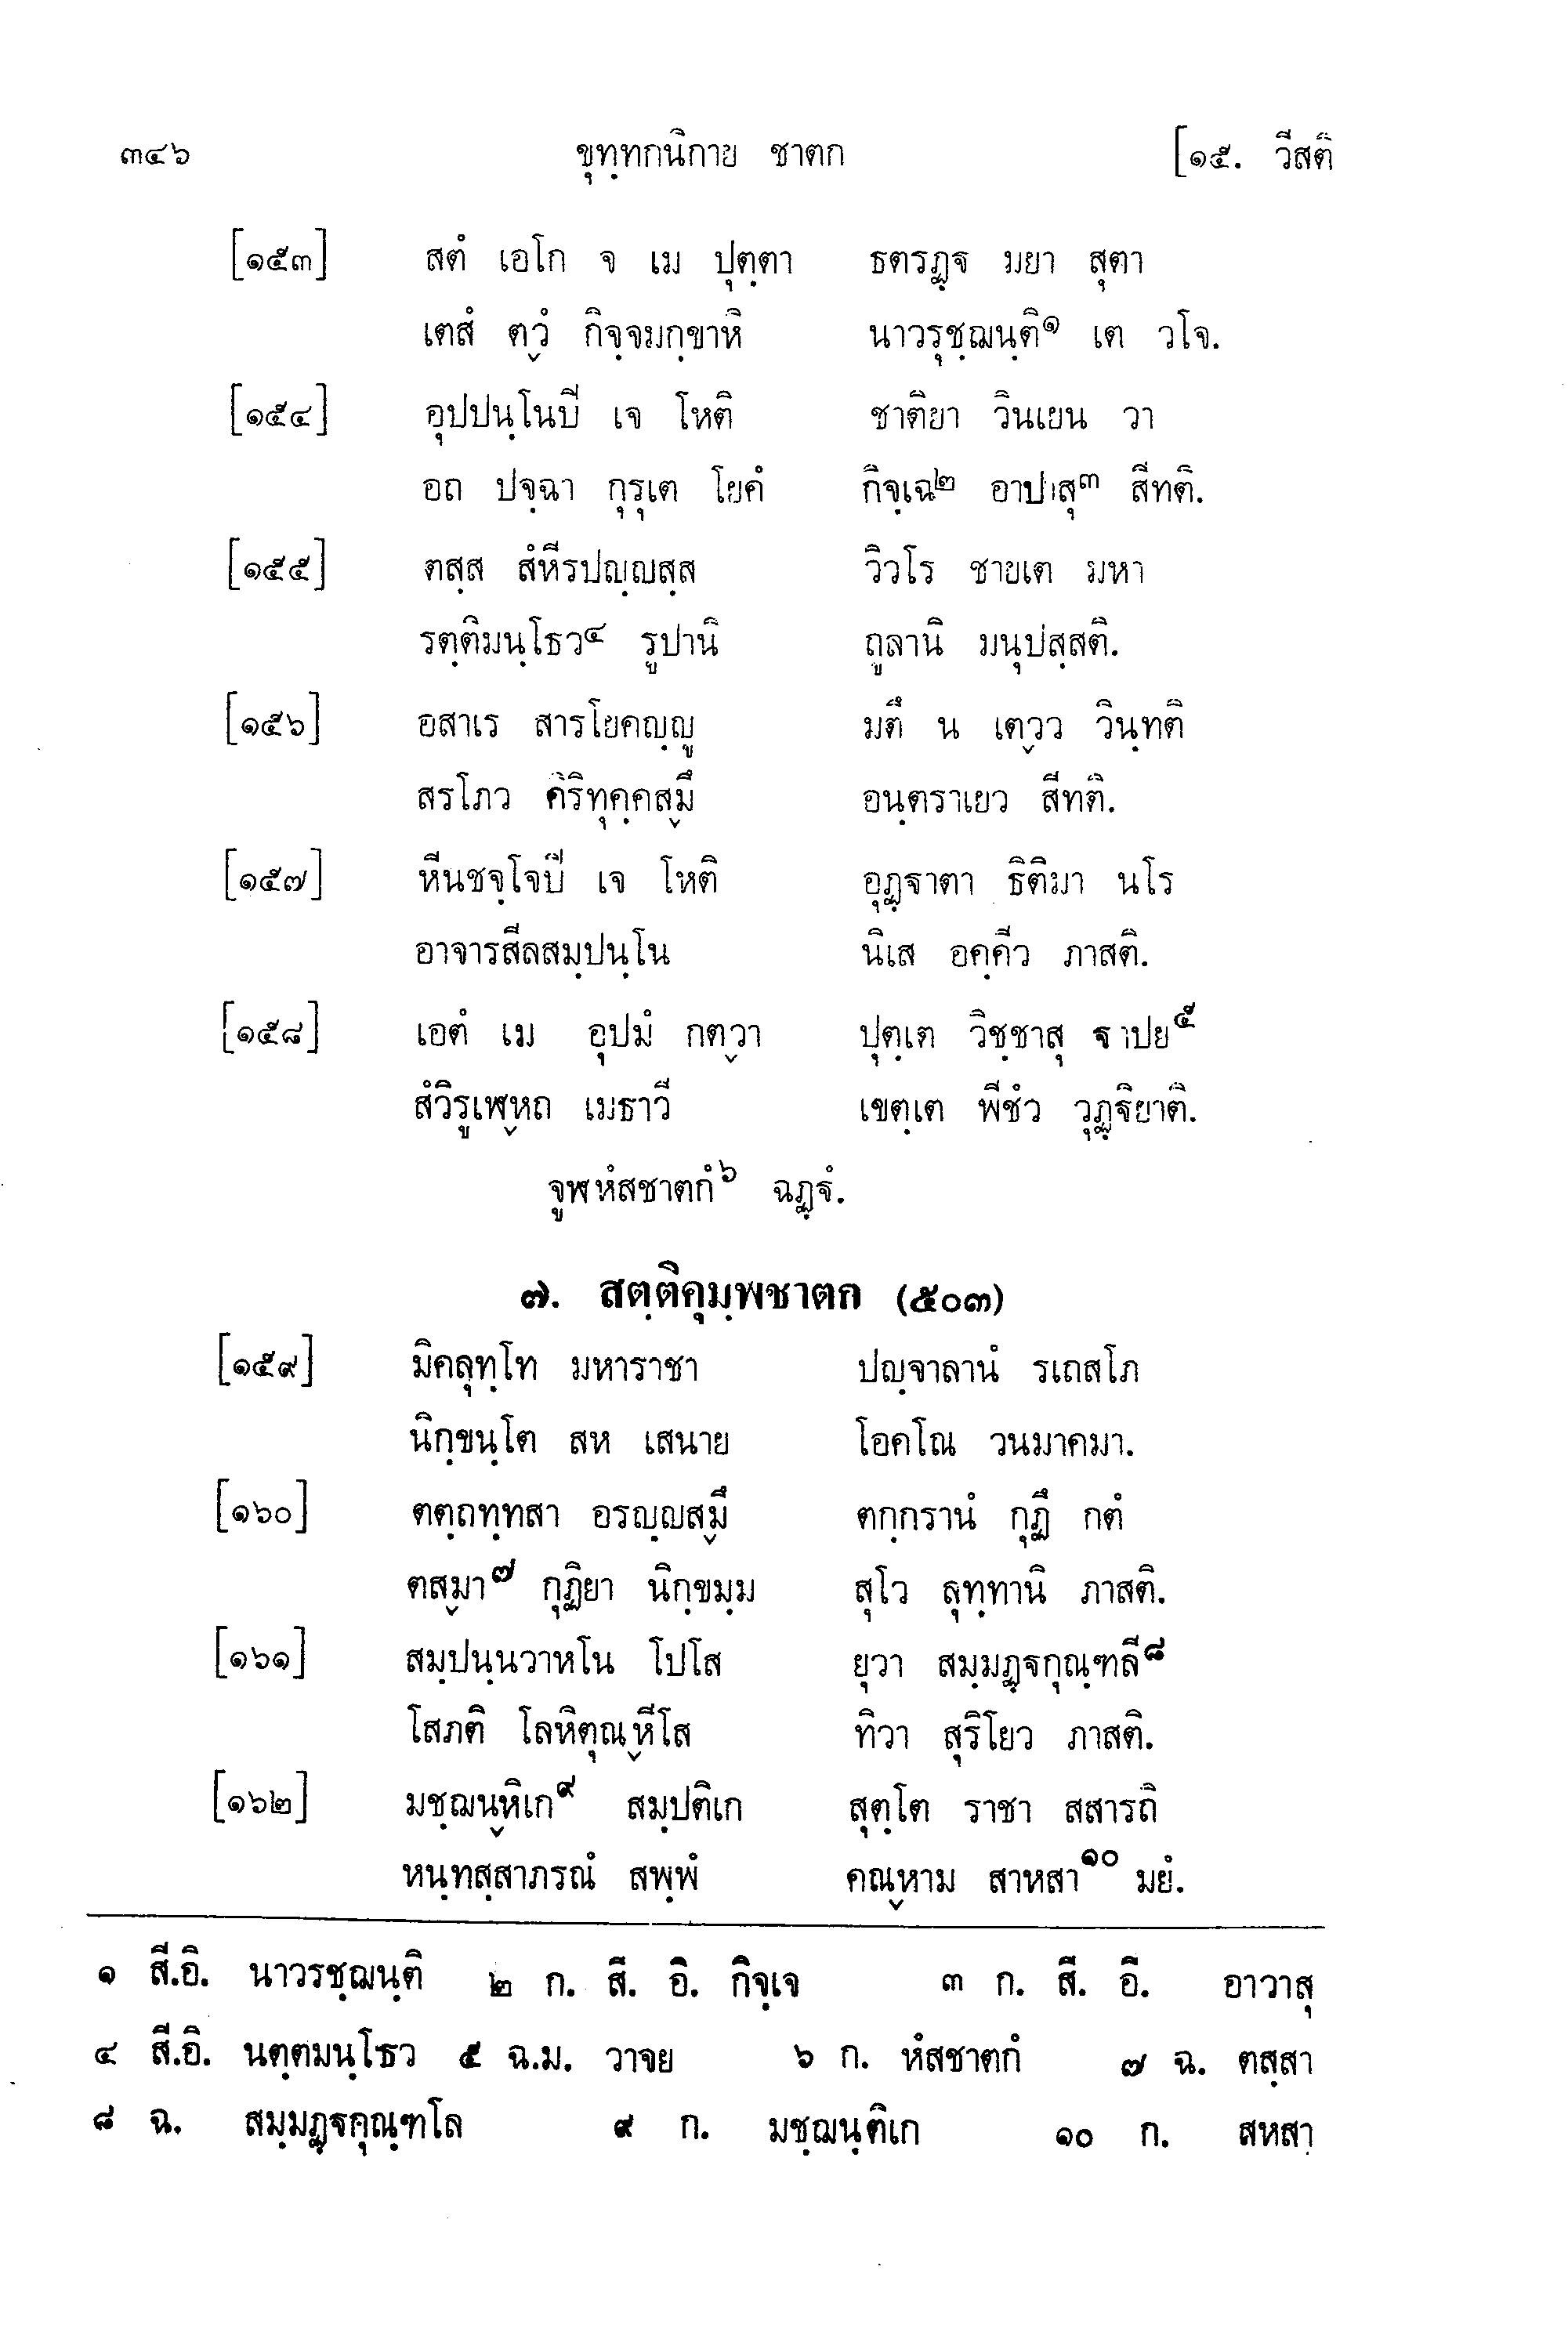 ๓๔๖ ขุทฺทกนิกาย ชาตก [๑๕. วีสติ
[๑๕๓] สตํ เอโก จ เม ปุตฺตา ธตรฏฺฐ มยา สุตา
เตสํ ตฺวํ กิจฺจมกฺขาหิ นาวรุชฺฌนฺติ๑ เต วโจ.
[๑๕๔] อุปปนฺโนปิ เจ โหติ ชาติยา วินเยน วา
อถ ปจฺฉา กุรุเต โยคํ กิจฺเฉ๒ อาปาสุ๓ สีทติ.
[๑๕๕] ตสฺส สํหีรปญฺญสฺส วิวโร ชายเต มหา
รตฺติมนฺโธว๔ รูปานิ ถูลานิ มนุปสฺสติ.
[๑๕๖] อสาเร สารโยคญฺญู มตึ น เตฺวว วินฺทติ
สรโภว คิริทุคฺคสฺมึ อนฺตราเยว สีทติ.
[๑๕๗] หีนชจฺโจปิ เจ โหติ อุฏฺฐาตา ธิติมา นโร
อาจารสีลสมฺปนฺโน นิเส อคฺคีว ภาสติ.
[๑๕๘] เอตํ เม อุปมํ กตฺวา ปุตฺเต วิชฺชาสุ ฐาปย๕
สํวิรูเฬฺหถ เมธาวี เขตฺเต พีชํว วุฏฺฐิยาติ.
จูฬหํสชาตกํ๖ ฉฏฺฐํ.
๗. สตฺติคุมฺพชาตก (๕๐๓)
[๑๕๙] มิคลุทฺโท มหาราชา ปญฺจาลานํ รเถสโภ
นิกฺขนฺโต สห เสนาย โอคโณ วนมาคมา.
[๑๖๐] ตตฺถทฺทสา อรญฺญสฺมึ ตกฺกรานํ กุฏึ กตํ
ตสฺมา๗ กุฏิยา นิกฺขมฺม สุโว ลุทฺทานิ ภาสติ.
[๑๖๑] สมฺปนฺนวาหโน โปโส ยุวา สมฺมฏฺฐกุณฺฑลี๘
โสภติ โลหิตุณฺหีโส ทิวา สุริโยว ภาสติ.
[๑๖๒] มชฺฌนฺหิเก๙ สมฺปติเก สุตฺโต ราชา สสารถิ
หนฺทสฺสาภรณํ สพฺพํ คณฺหาม สาหสา๑๐ มยํ.
๑ สี.อิ. นาวรชฺฌนฺติ ๒ ก. สี. อิ. กิจฺเจ ๓ ก. สี. อี. อาวาสุ
๔ สี.อิ. นตฺตมนฺโธว ๕ ฉ.ม. วาจย ๖ ก. หํสชาตกํ ๗ ฉ. ตสฺสา
๘ ฉ. สมฺมฏฺฐกุณฺฑโล ๙ ก. มชฺฌนฺติเก ๑๐ ก. สหสา